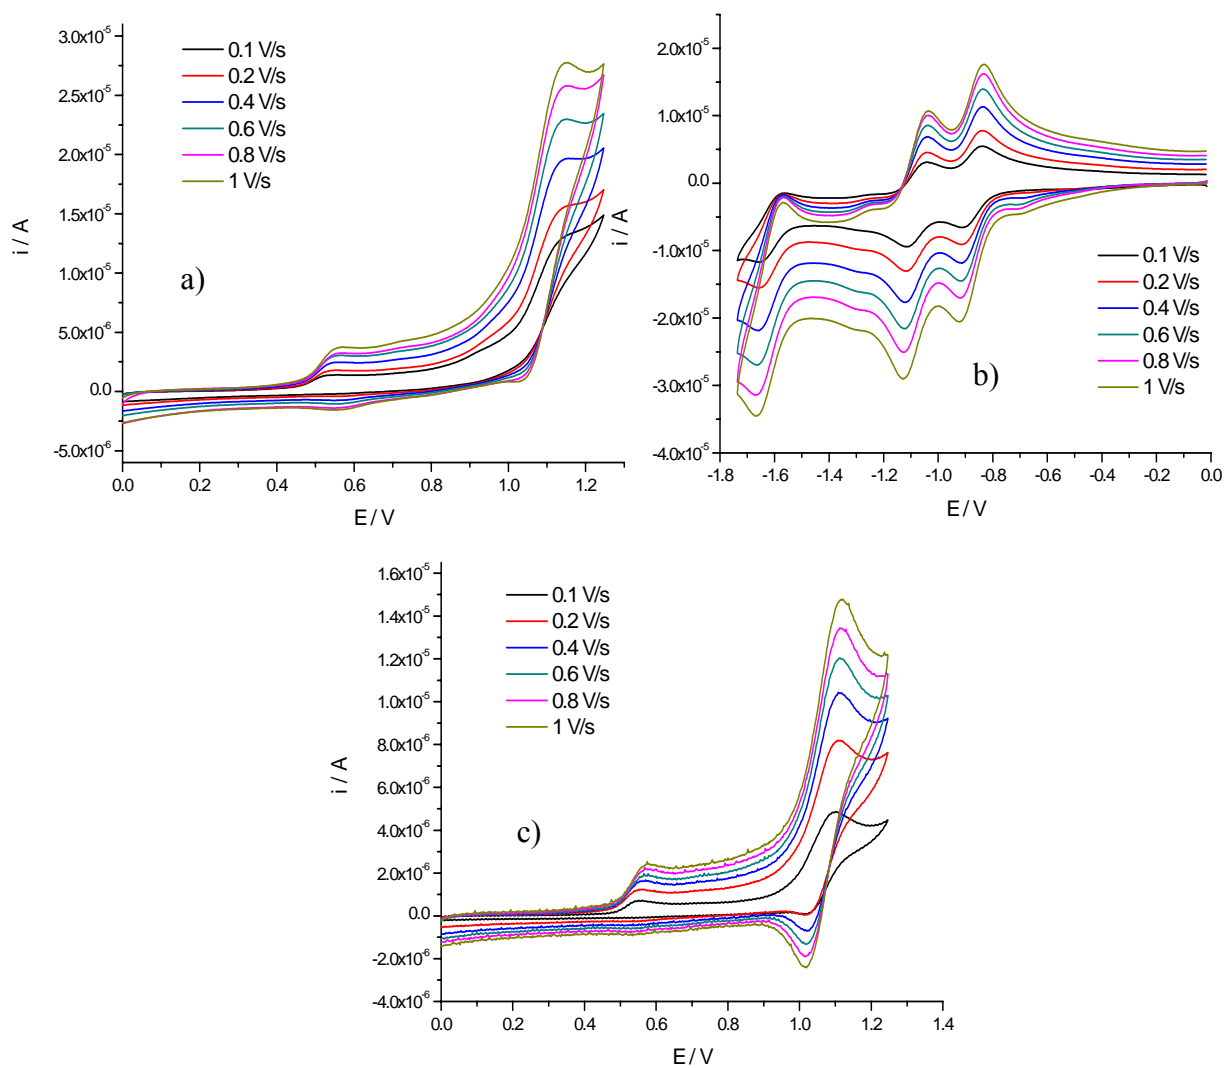 3.0x10⁻⁵
2.5x10⁻⁵
2.0x10⁻⁵
1.5x10⁻⁵
1.0x10⁻⁵
5.0x10⁻⁶
0.0
-5.0x10⁻⁶
i / A
0.1 V/s
0.2 V/s
0.4 V/s
0.6 V/s
0.8 V/s
1 V/s
a)
0.0 0.2 0.4 0.6 0.8 1.0 1.2
E / V
2.0x10⁻⁵
1.0x10⁻⁵
0.0
-1.0x10⁻⁵
-2.0x10⁻⁵
-3.0x10⁻⁵
-4.0x10⁻⁵
i / A
0.1 V/s
0.2 V/s
0.4 V/s
0.6 V/s
0.8 V/s
1 V/s
b)
-1.8 -1.6 -1.4 -1.2 -1.0 -0.8 -0.6 -0.4 -0.2 0.0
E / V
1.6x10⁻⁵
1.4x10⁻⁵
1.2x10⁻⁵
1.0x10⁻⁵
8.0x10⁻⁶
6.0x10⁻⁶
4.0x10⁻⁶
2.0x10⁻⁶
0.0
-2.0x10⁻⁶
-4.0x10⁻⁶
i / A
0.1 V/s
0.2 V/s
0.4 V/s
0.6 V/s
0.8 V/s
1 V/s
c)
0.0 0.2 0.4 0.6 0.8 1.0 1.2 1.4
E / V